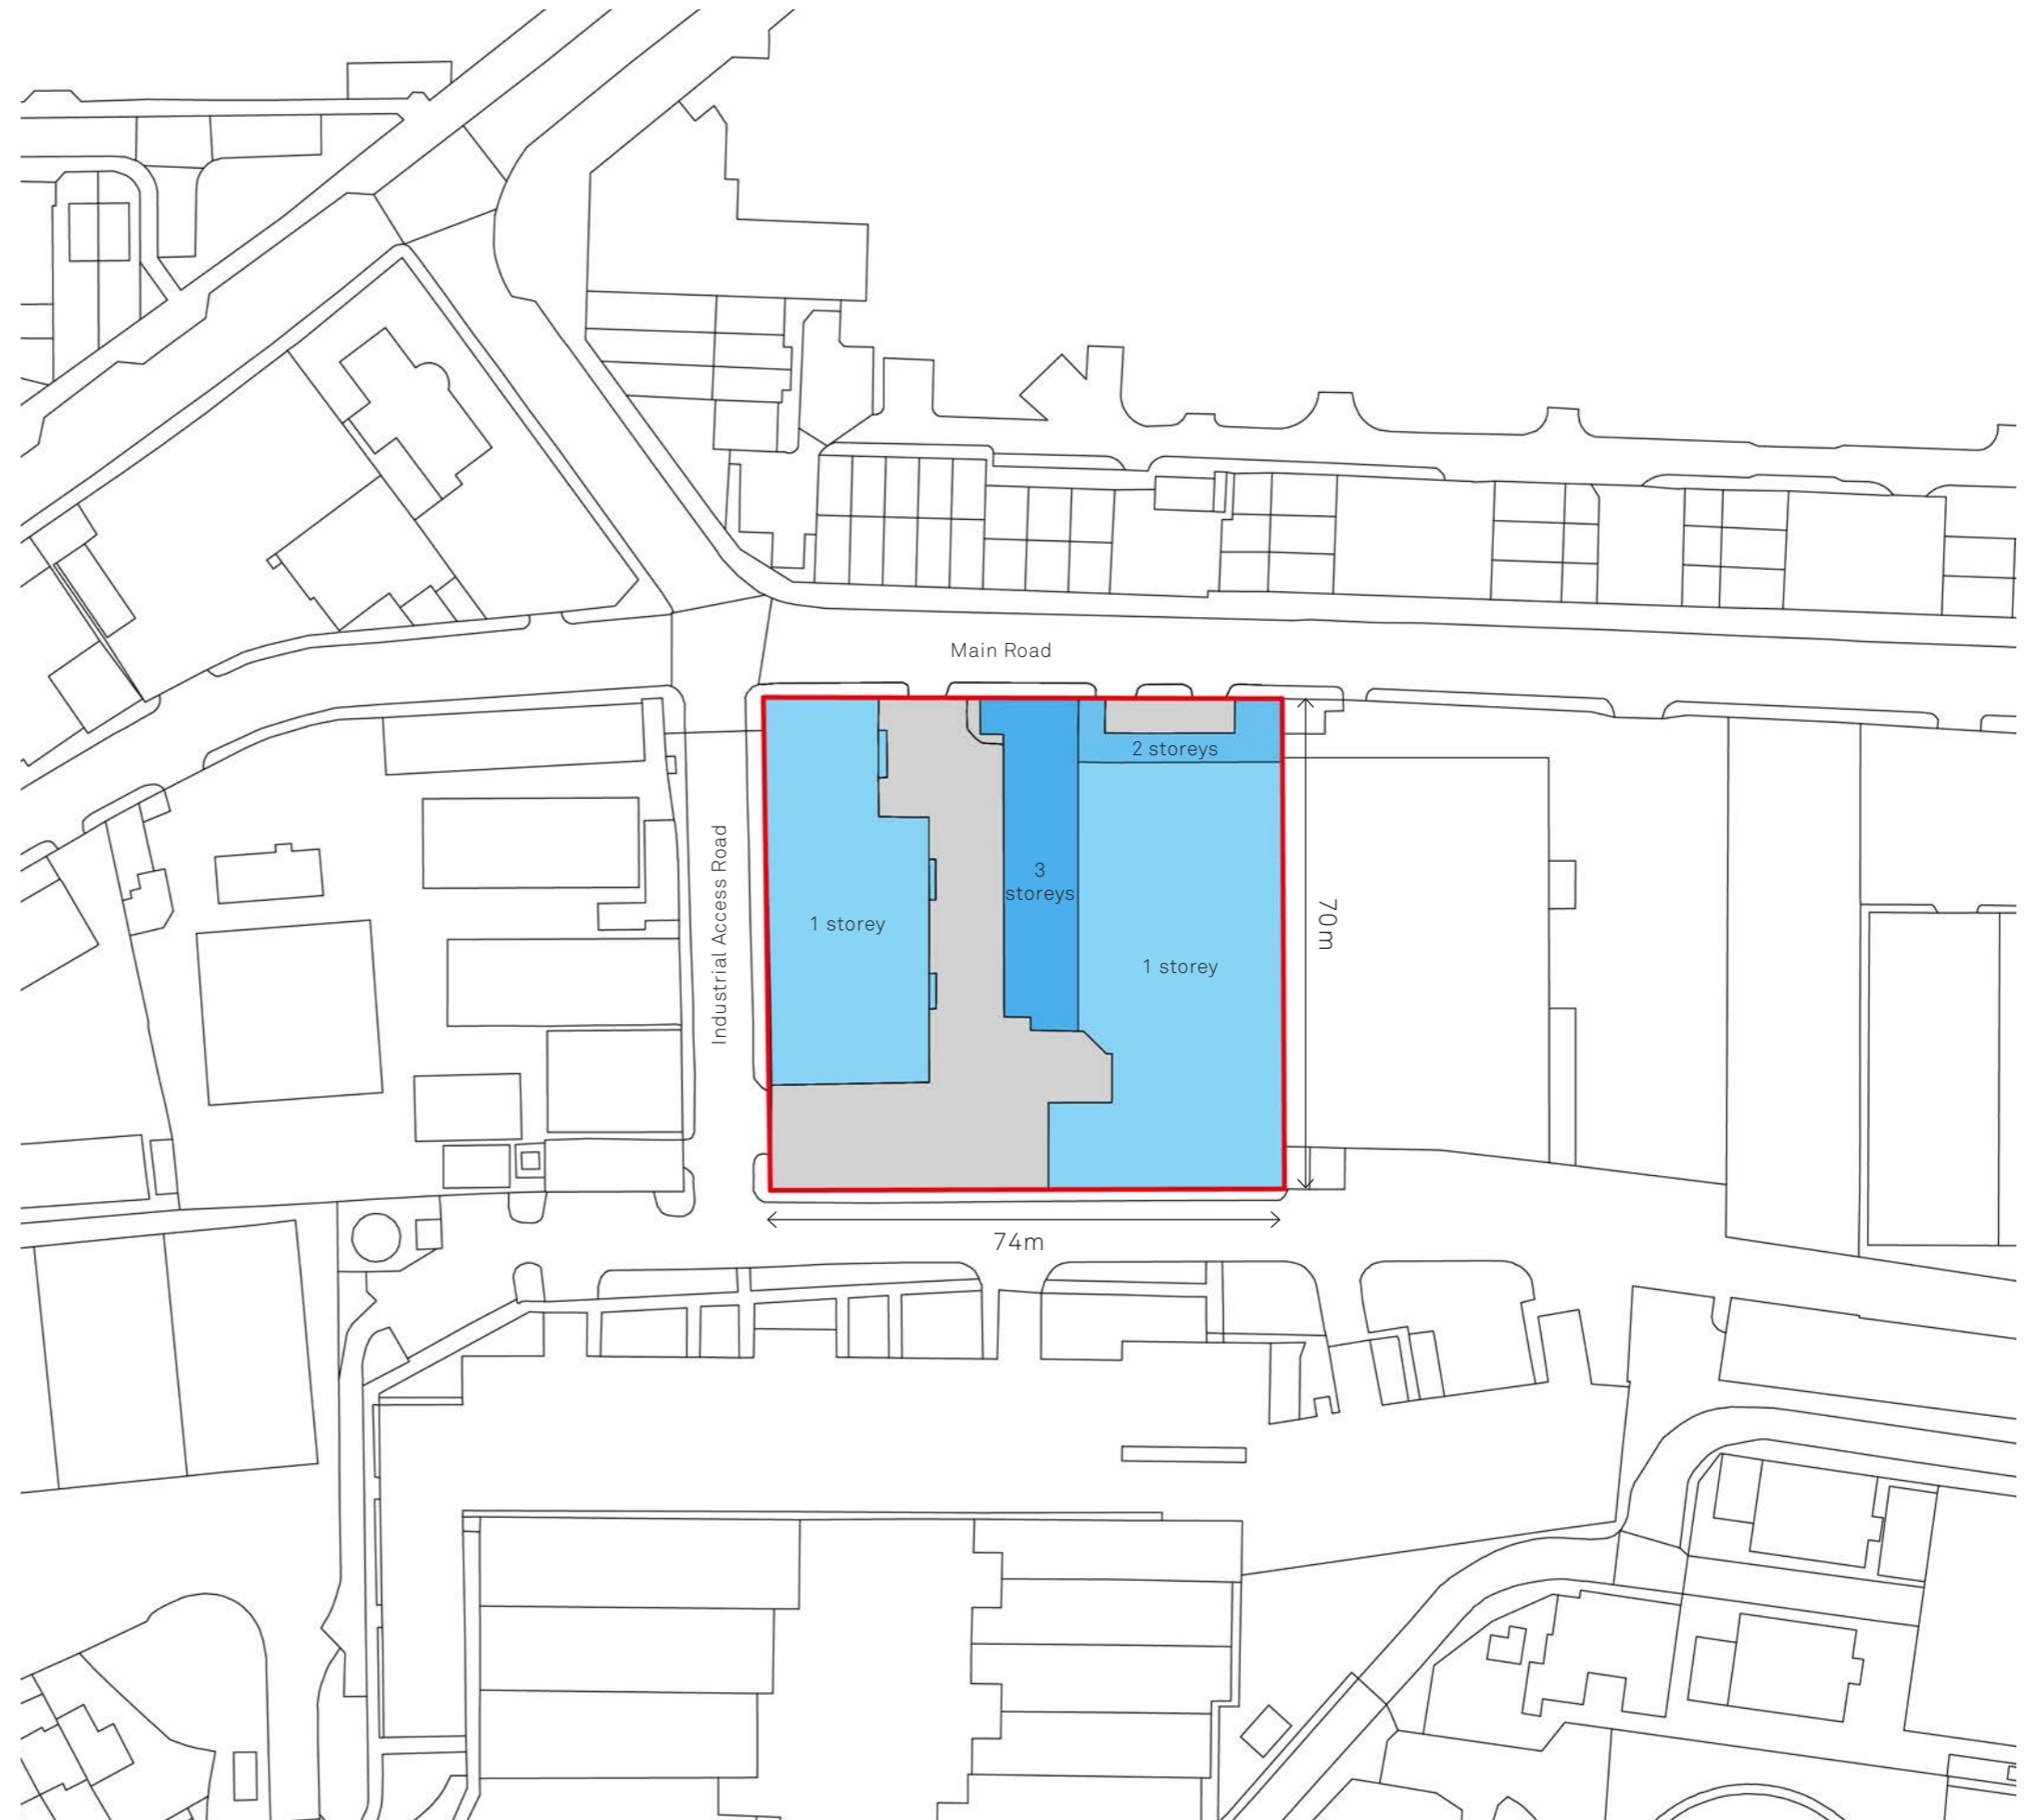 Main Road
2 storeys
3
storeys
1 storey
1 storey
Industrial Access Road
70m
74m